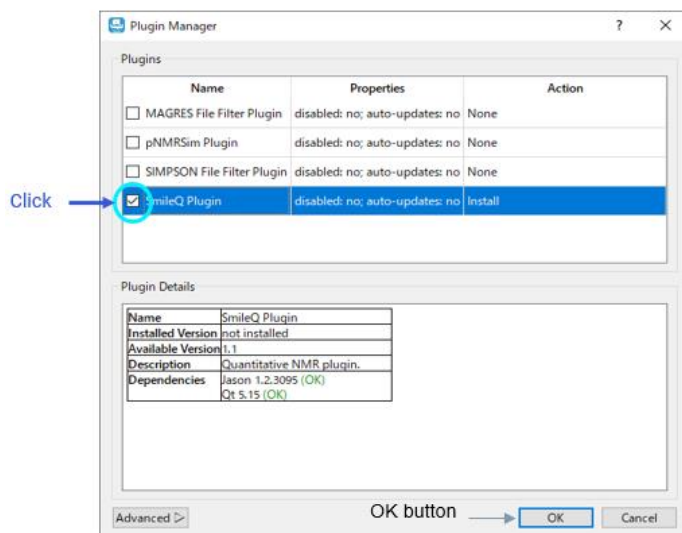 Plugin Manager
?
Plugins
Name Properties Action
MAGRES File Filter Plugin disabled: no; auto-updates: no None
pNMRSim Plugin disabled: no; auto-updates: no None
SIMPSON File Filter Plugin disabled: no; auto-updates: no None
Click SmileQ Plugin disabled: no; auto-updates: no Install
Plugin Details
Name SmileQ Plugin
Installed Version not installed
Available Version 1.1
Description Quantitative NMR plugin.
Dependencies Jason 1.2.3095 (OK)
Qt 5.15 (OK)
Advanced OK button OK Cancel